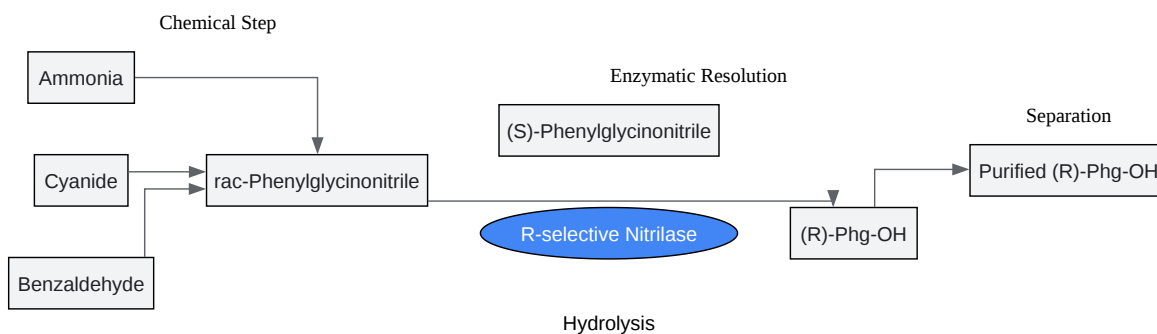 Chemical Step
Ammonia
Enzymatic Resolution
(S)-Phenylglycinonitrile
Separation
Cyanide
rac-Phenylglycinonitrile
Purified (R)-Phg-OH
R-selective Nitrilase
(R)-Phg-OH
Benzaldehyde
Hydrolysis